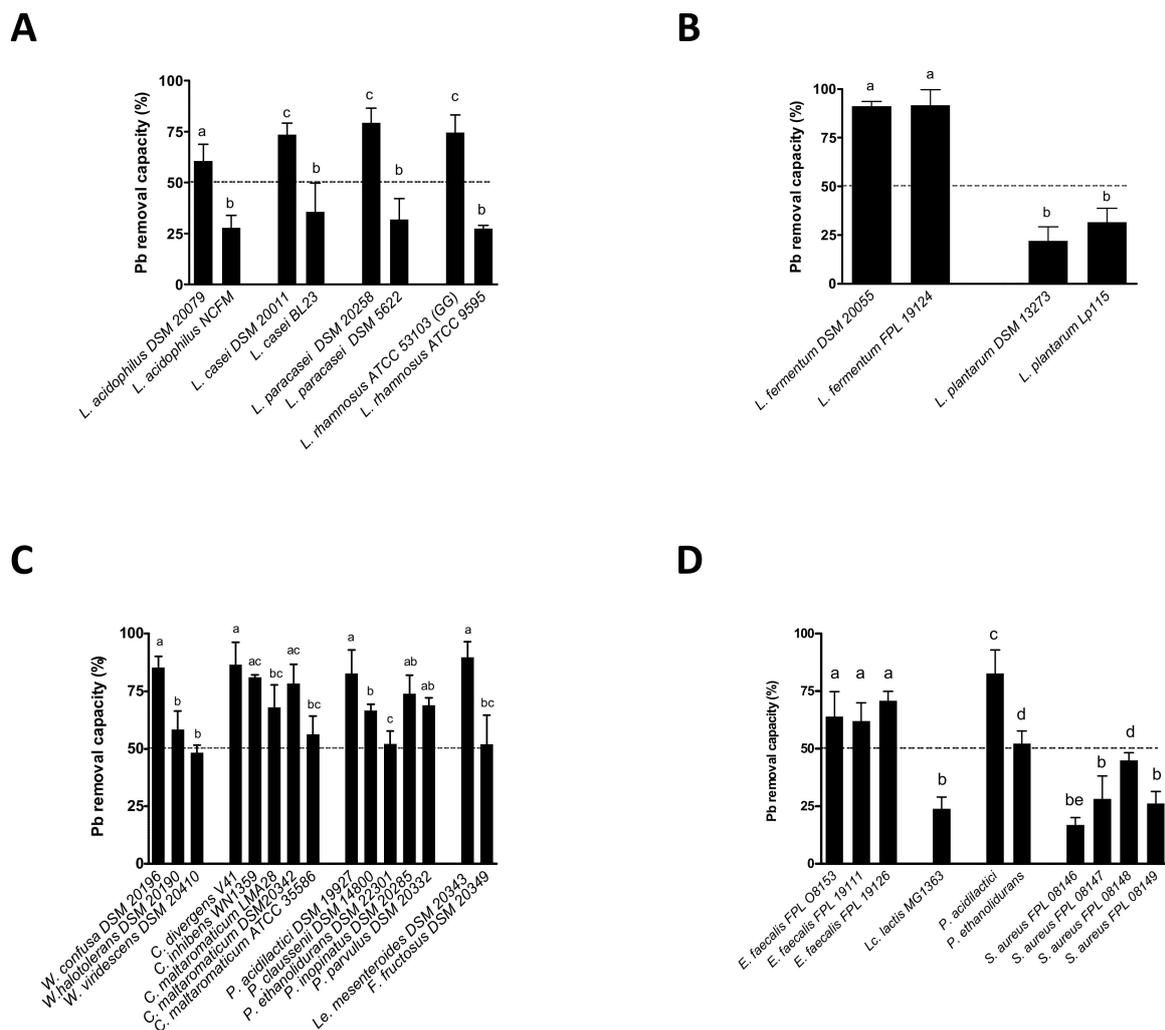 A
Pb removal capacity (%)
100
75
50
25
0
a
b
c
b
c
b
c
b
L. acidophilus DSM 20079
L. acidophilus NCFM
L. casei DSM 20011
L. casei BL23
L. paracasei DSM 20258
L. paracasei DSM 5622
L. rhamnosus ATCC 53103 (GG)
L. rhamnosus ATCC 9595
B
Pb removal capacity (%)
100
75
50
25
0
a
a
b
b
L. fermentum DSM 20055
L. fermentum FPL 19124
L. plantarum DSM 13273
L. plantarum Lp115
C
Pb removal capacity (%)
100
75
50
25
0
a
b
b
a
ac
bc
ac
bc
a
b
c
ab
ab
a
bc
W. confusa DSM 20196
W.halotolerans DSM 20190
W. viridescens DSM 20410
C. divergens V41
C. inhibens WN1359
C. maltaromaticum LMA28
C. maltaromaticum DSM20342
C. maltaromaticum ATCC 35586
P. acidilactici DSM 19927
P. claussenii DSM 14800
P. ethanolidurans DSM 22301
P. inopinatus DSM 20285
P. parvulus DSM 20332
Le. mesenteroides DSM 20343
F. fructosus DSM 20349
D
Pb removal capacity (%)
100
75
50
25
0
a
a
a
b
c
d
be
b
d
b
E. faecalis FPL O8153
E. faecalis FPL 19111
E. faecalis FPL 19126
Lc. lactis MG1363
P. acidilactici
P. ethanolidurans
S. aureus FPL 08146
S. aureus FPL 08147
S. aureus FPL 08148
S. aureus FPL 08149